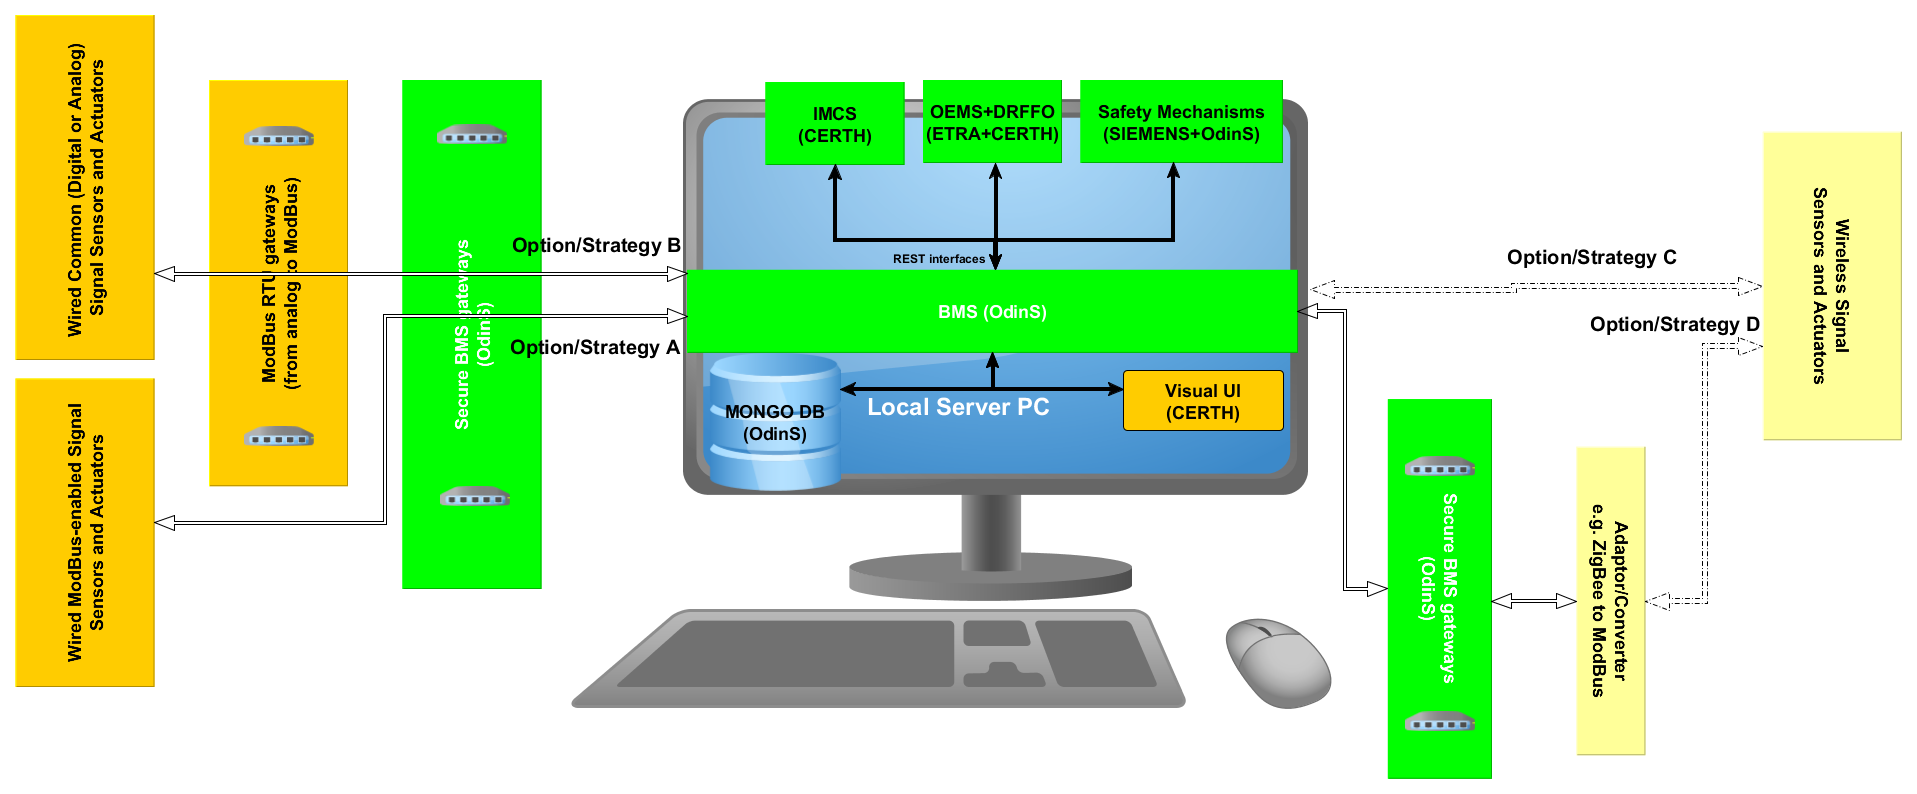 Wired Common (Digital or Analog)
Signal Sensors and Actuators
Wired ModBus-enabled Signal
Sensors and Actuators
ModBus RTU gateways
(from analog to ModBus)
Secure BMS gateways
(OdinS)
Option/Strategy B
Option/Strategy A
IMCS
(CERTH)
OEMS+DRFFO
(ETRA+CERTH)
Safety Mechanisms
(SIEMENS+OdinS)
REST interfaces
BMS (OdinS)
MONGO DB
(OdinS)
Local Server PC
Visual UI
(CERTH)
Option/Strategy C
Option/Strategy D
Secure BMS gateways
(OdinS)
Adaptor/Converter
e.g. ZigBee to ModBus
Wireless Signal
Sensors and Actuators